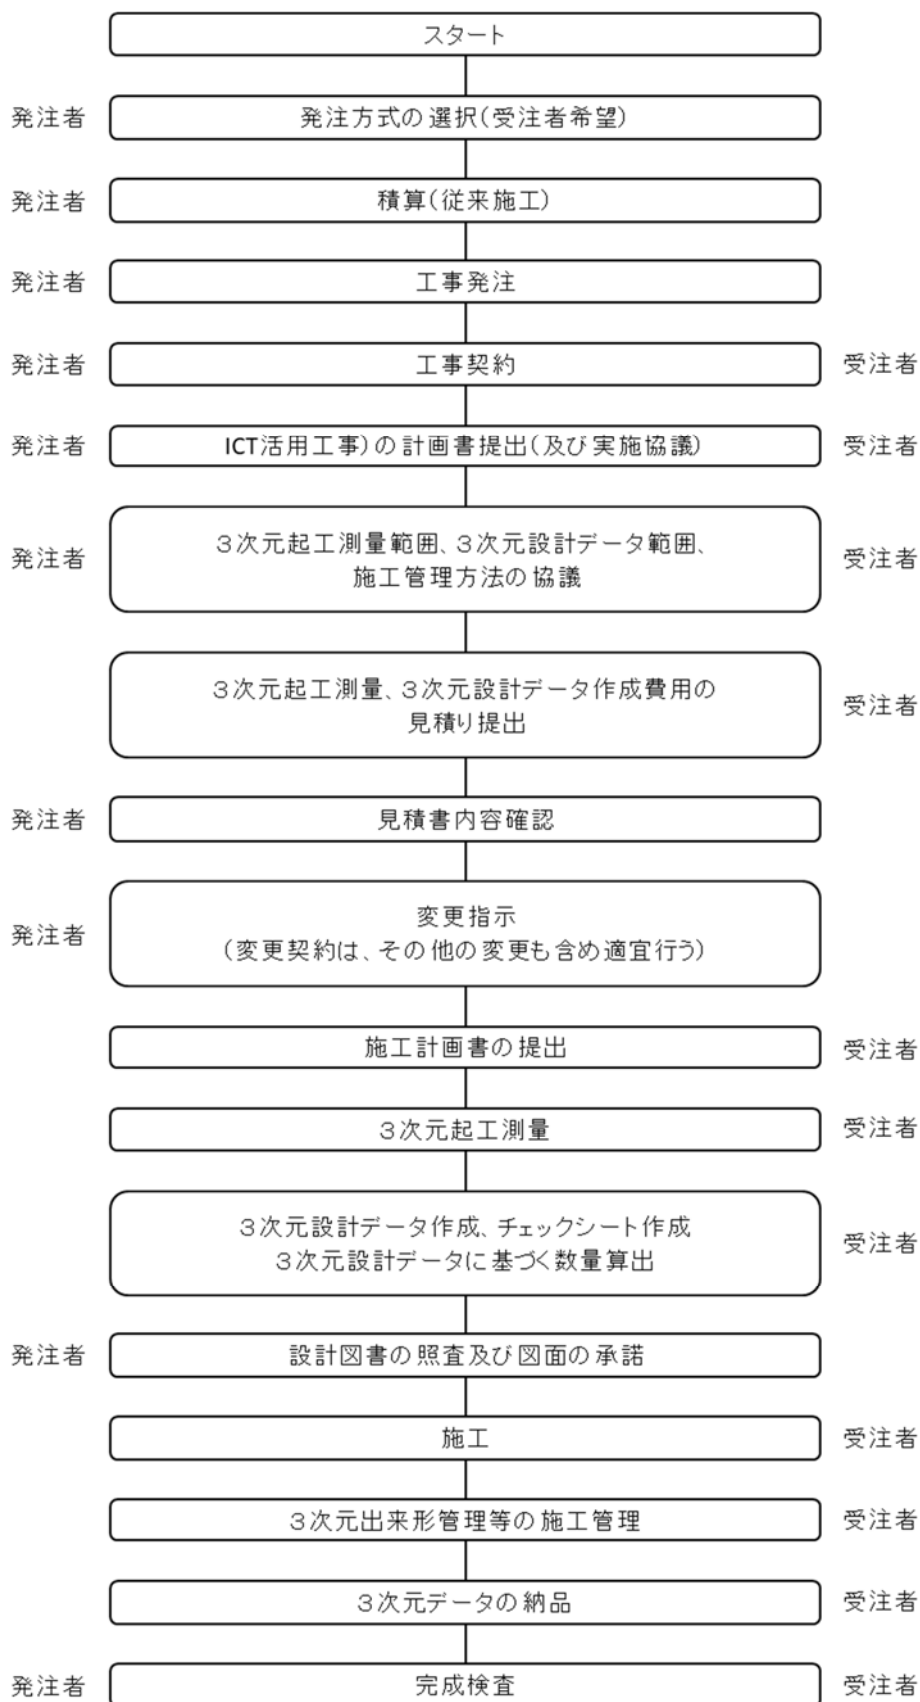 スタート
発注者 発注方式の選択(受注者希望)
発注者 積算(従来施工)
発注者 工事発注
発注者 工事契約 受注者
発注者 ICT活用工事)の計画書提出(及び実施協議) 受注者
発注者 3次元起工測量範囲、3次元設計データ範囲、 受注者
施工管理方法の協議
3次元起工測量、3次元設計データ作成費用の 受注者
見積り提出
発注者 見積書内容確認
発注者 変更指示
(変更契約は、その他の変更も含め適宜行う)
施工計画書の提出 受注者
3次元起工測量 受注者
3次元設計データ作成、チェックシート作成 受注者
3次元設計データに基づく数量算出
発注者 設計図書の照査及び図面の承諾
施工 受注者
3次元出来形管理等の施工管理 受注者
3次元データの納品 受注者
発注者 完成検査 受注者